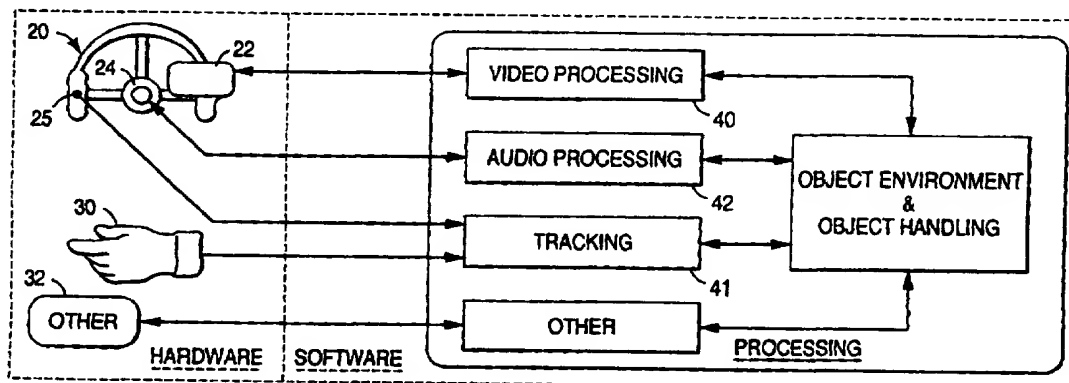 20
22
24
25
VIDEO PROCESSING
40
AUDIO PROCESSING
42
OBJECT ENVIRONMENT
&
OBJECT HANDLING
30
TRACKING
41
32
OTHER
OTHER
HARDWARE
SOFTWARE
PROCESSING